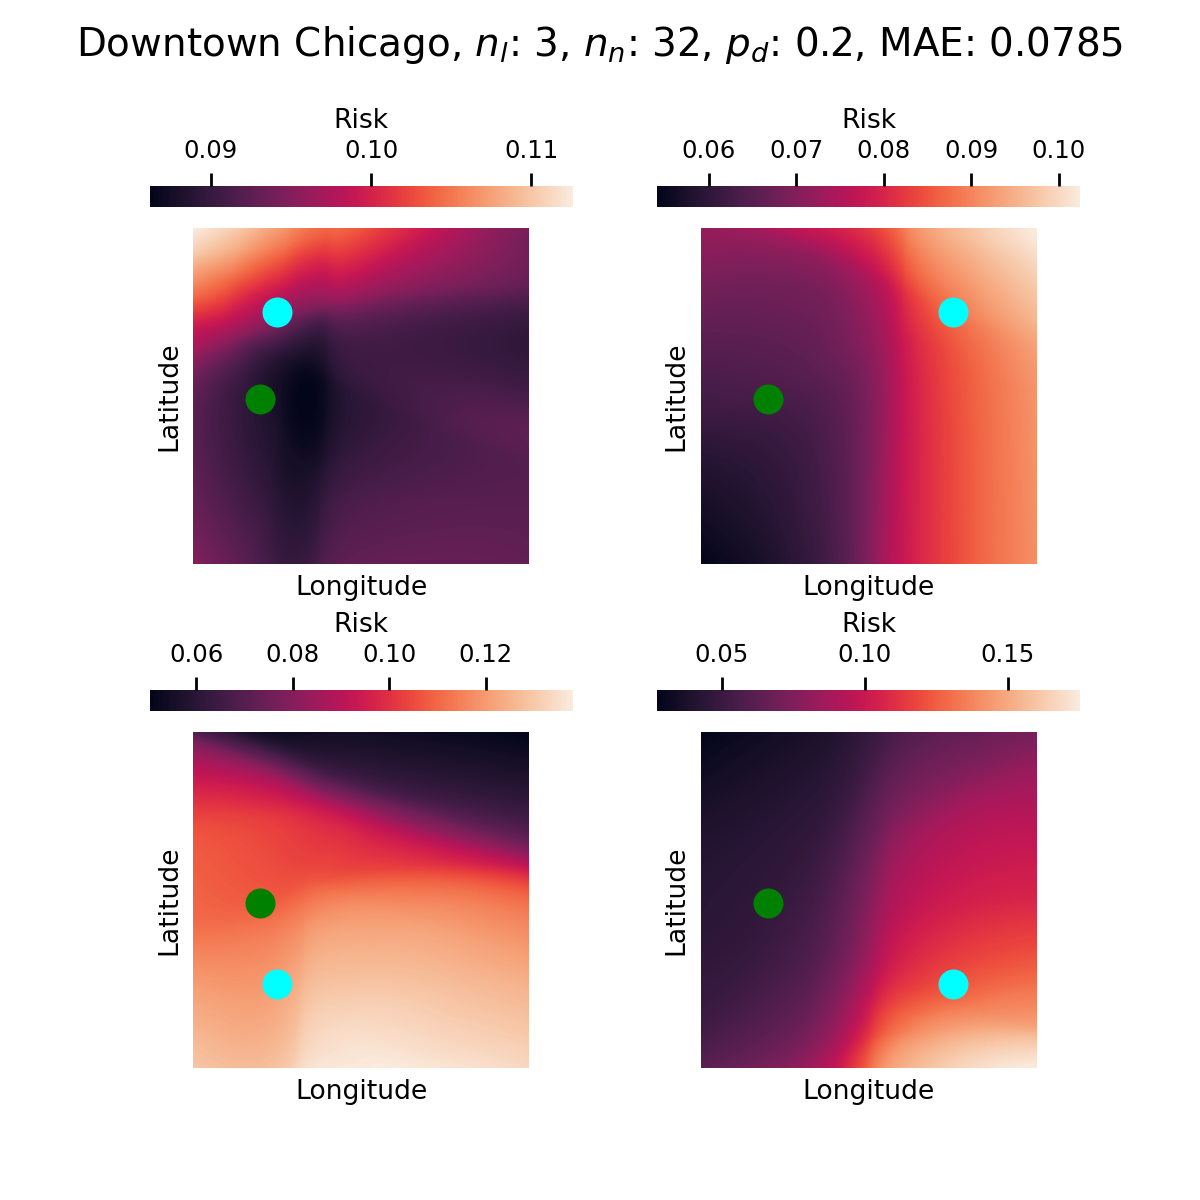 Downtown Chicago, n_l: 3, n_n: 32, p_d: 0.2, MAE: 0.0785
Risk
0.09 0.10 0.11
Latitude
Longitude
Risk
0.06 0.07 0.08 0.09 0.10
Latitude
Longitude
Risk
0.06 0.08 0.10 0.12
Latitude
Longitude
Risk
0.05 0.10 0.15
Latitude
Longitude